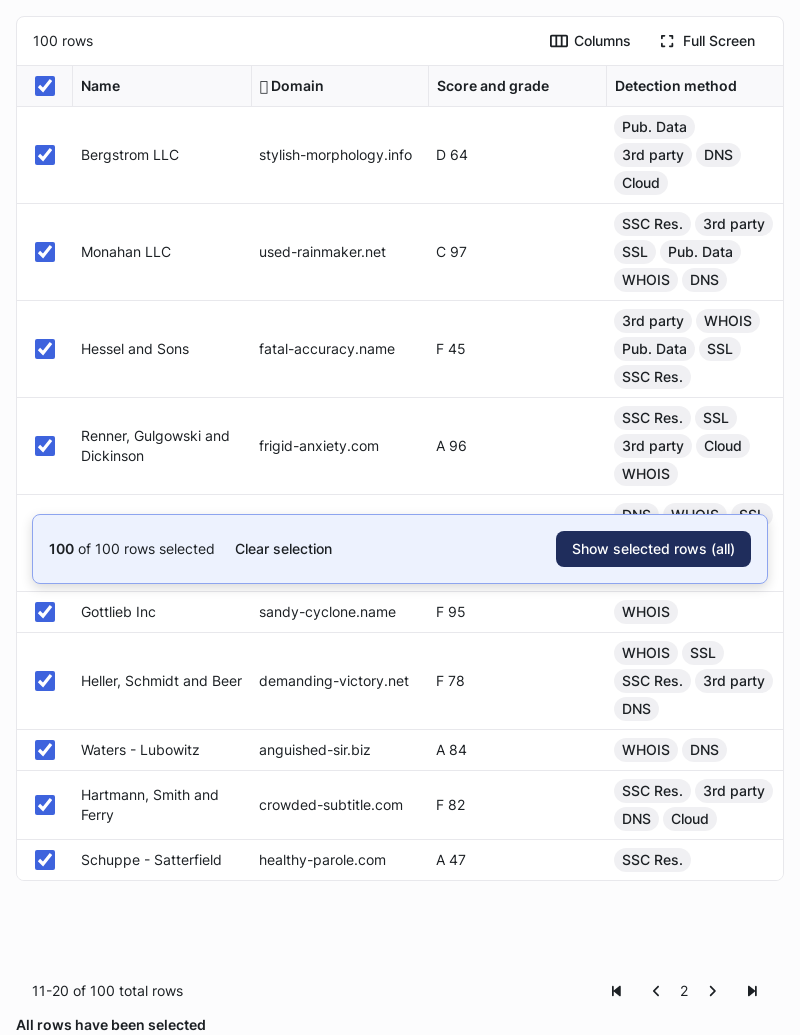 100 rows
Columns
Full Screen
Name
Domain
Score and grade
Detection method
Bergstrom LLC
stylish-morphology.info
D 64
Pub. Data
3rd party DNS
Cloud
Monahan LLC
used-rainmaker.net
C 97
SSC Res. 3rd party
SSL Pub. Data
WHOIS DNS
Hessel and Sons
fatal-accuracy.name
F 45
3rd party WHOIS
Pub. Data SSL
SSC Res.
Renner, Gulgowski and
Dickinson
frigid-anxiety.com
A 96
SSC Res. SSL
3rd party Cloud
WHOIS
DNS WHOIS SSL
100 of 100 rows selected
Clear selection
Show selected rows (all)
Gottlieb Inc
sandy-cyclone.name
F 95
WHOIS
Heller, Schmidt and Beer
demanding-victory.net
F 78
WHOIS SSL
SSC Res. 3rd party
DNS
Waters - Lubowitz
anguished-sir.biz
A 84
WHOIS DNS
Hartmann, Smith and
Ferry
crowded-subtitle.com
F 82
SSC Res. 3rd party
DNS Cloud
Schuppe - Satterfield
healthy-parole.com
A 47
SSC Res.
11-20 of 100 total rows
2
All rows have been selected